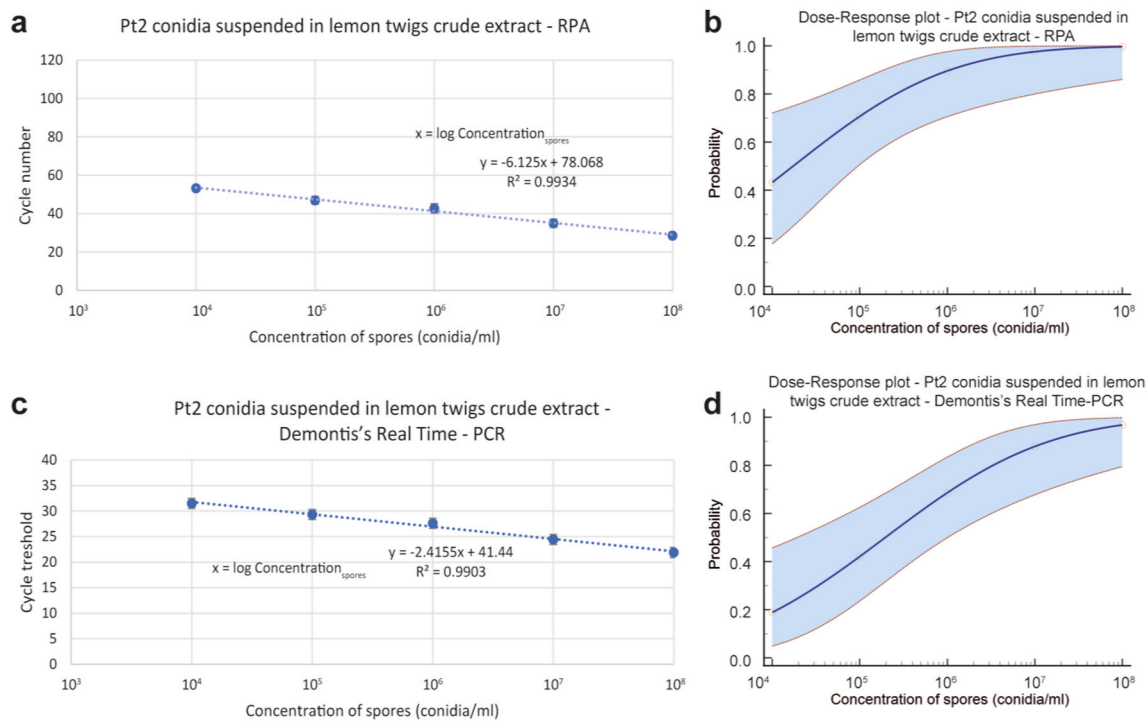 a
Pt2 conidia suspended in lemon twigs crude extract - RPA
Cycle number
120
100
80
60
40
20
0
x = log Concentration_spores
y = -6.125x + 78.068
R² = 0.9934
10³ 10⁴ 10⁵ 10⁶ 10⁷ 10⁸
Concentration of spores (conidia/ml)
b
Dose-Response plot - Pt2 conidia suspended in
lemon twigs crude extract - RPA
Probability
1.0
0.8
0.6
0.4
0.2
0.0
10⁴ 10⁵ 10⁶ 10⁷ 10⁸
Concentration of spores (conidia/ml)
c
Pt2 conidia suspended in lemon twigs crude extract -
Demontis's Real Time - PCR
Cycle treshold
40
35
30
25
20
15
10
5
0
y = -2.4155x + 41.44
x = log Concentration_spores
R² = 0.9903
10³ 10⁴ 10⁵ 10⁶ 10⁷ 10⁸
Concentration of spores (conidia/ml)
d
Dose-Response plot - Pt2 conidia suspended in lemon
twigs crude extract - Demontis's Real Time-PCR
Probability
1.0
0.8
0.6
0.4
0.2
0.0
10⁴ 10⁵ 10⁶ 10⁷ 10⁸
Concentration of spores (conidia/ml)